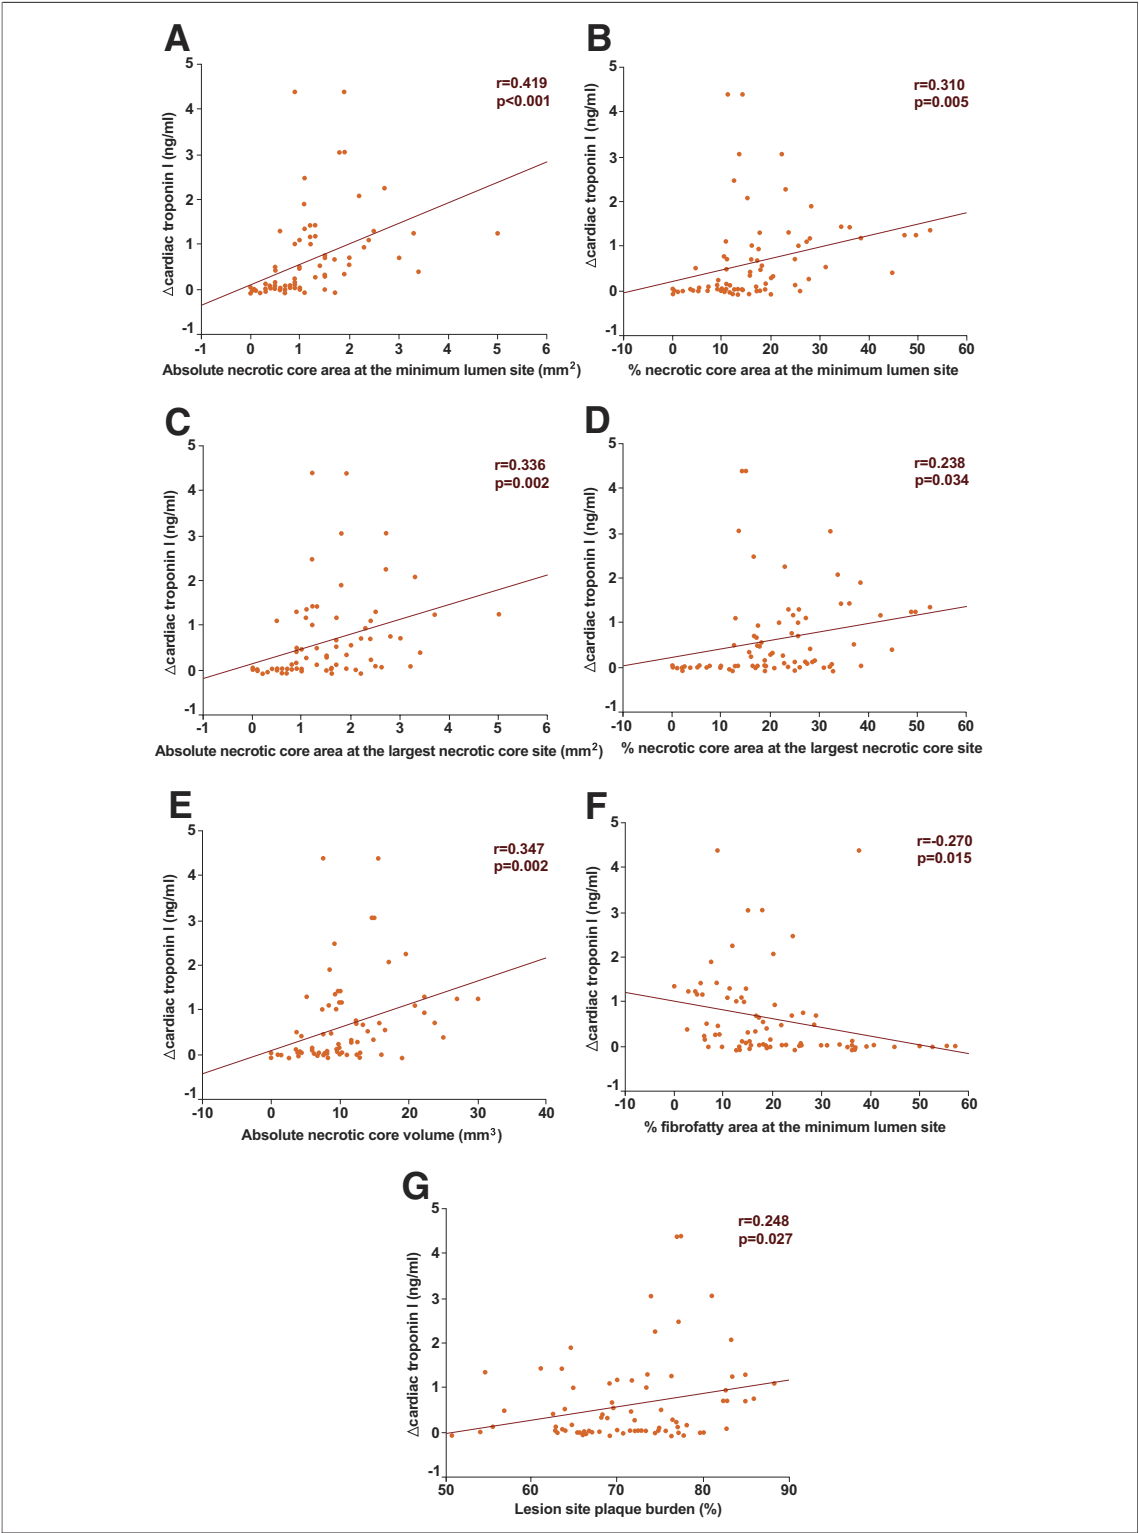 A
r=0.419
p<0.001
△cardiac troponin I (ng/ml)
5
4
3
2
1
0
-1
-1 0 1 2 3 4 5 6
Absolute necrotic core area at the minimum lumen site (mm²)
B
r=0.310
p=0.005
△cardiac troponin I (ng/ml)
5
4
3
2
1
0
-1
-10 0 10 20 30 40 50 60
% necrotic core area at the minimum lumen site
C
r=0.336
p=0.002
△cardiac troponin I (ng/ml)
5
4
3
2
1
0
-1
-1 0 1 2 3 4 5 6
Absolute necrotic core area at the largest necrotic core site (mm²)
D
r=0.238
p=0.034
△cardiac troponin I (ng/ml)
5
4
3
2
1
0
-1
-10 0 10 20 30 40 50 60
% necrotic core area at the largest necrotic core site
E
r=0.347
p=0.002
△cardiac troponin I (ng/ml)
5
4
3
2
1
0
-1
-10 0 10 20 30 40
Absolute necrotic core volume (mm³)
F
r=-0.270
p=0.015
△cardiac troponin I (ng/ml)
5
4
3
2
1
0
-1
-10 0 10 20 30 40 50 60
% fibrofatty area at the minimum lumen site
G
r=0.248
p=0.027
△cardiac troponin I (ng/ml)
5
4
3
2
1
0
-1
50 60 70 80 90
Lesion site plaque burden (%)